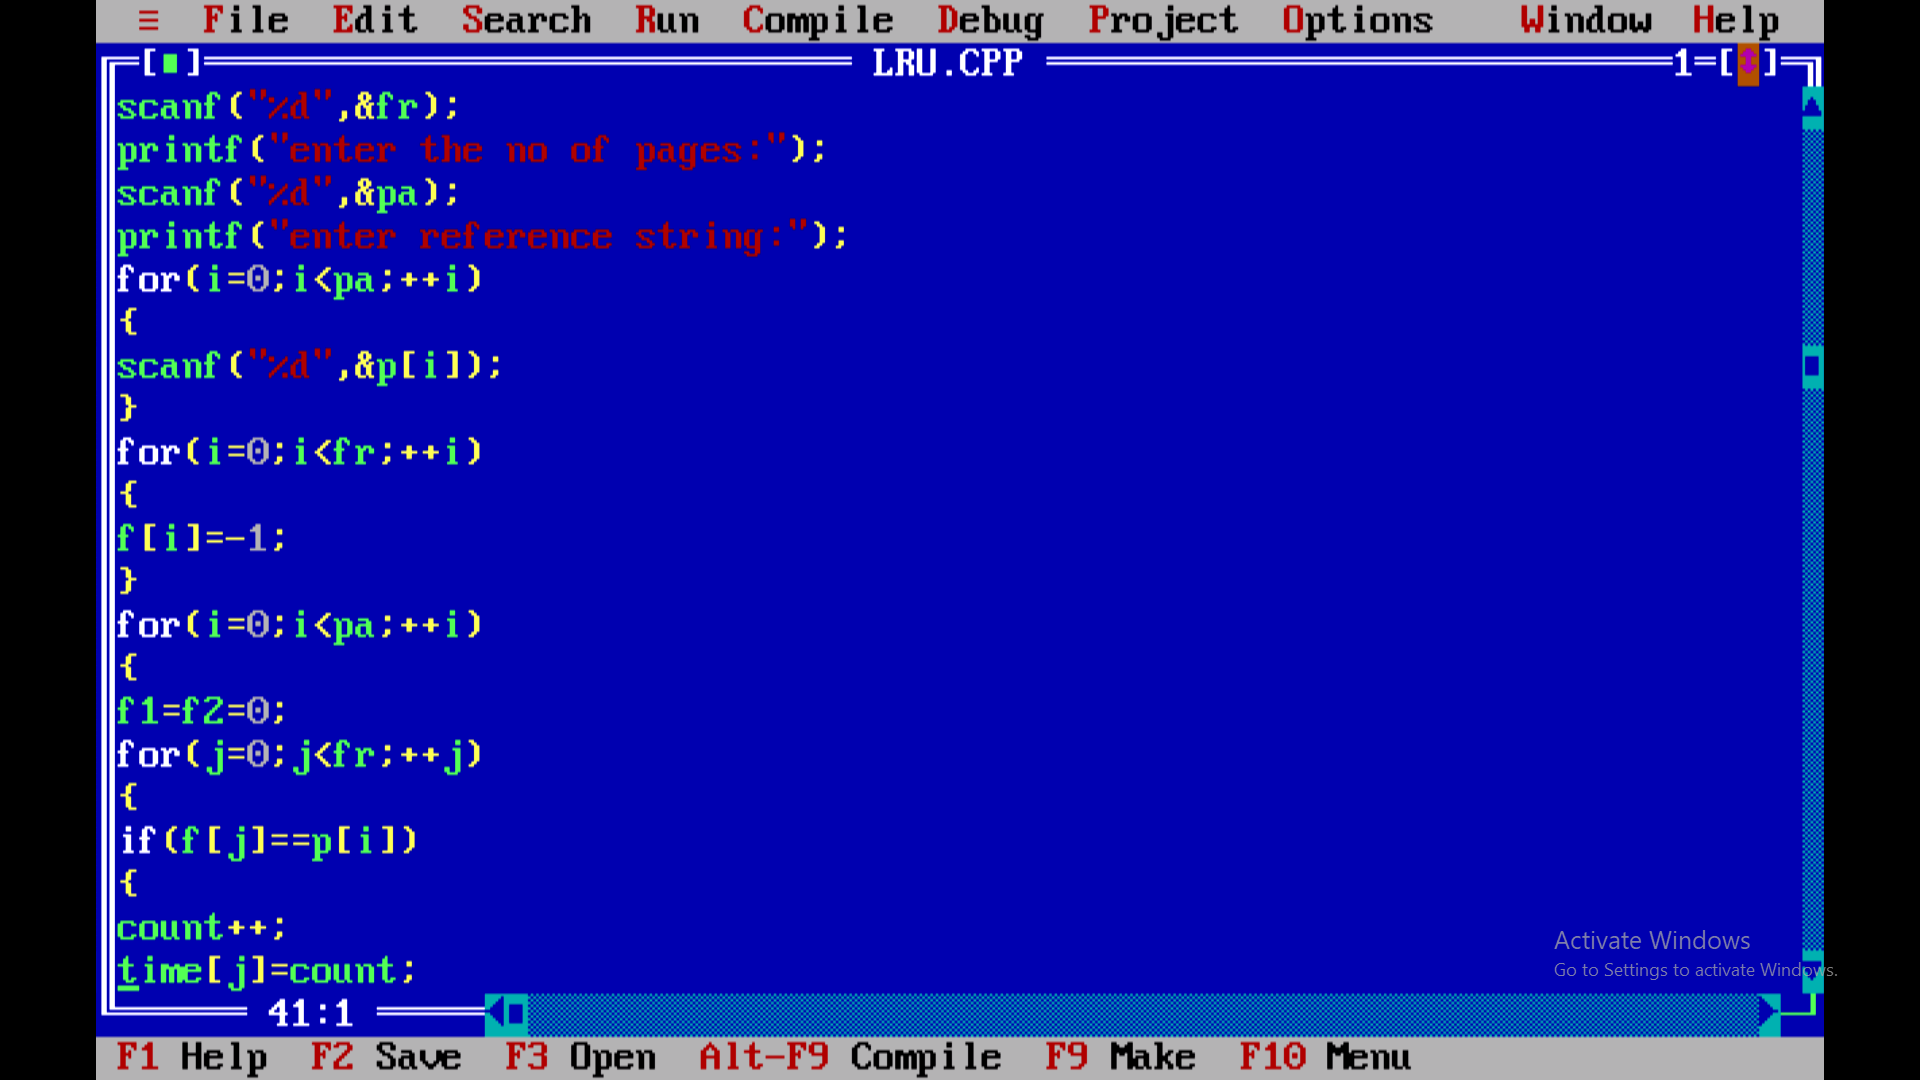 ≡ File Edit Search Run Compile Debug Project Options Window Help
[■] LRU.CPP 1=[↕]
scanf("%d",&fr);
printf("enter the no of pages:");
scanf("%d",&pa);
printf("enter reference string:");
for(i=0;i<pa;++i)
{
scanf("%d",&p[i]);
}
for(i=0;i<fr;++i)
{
f[i]=-1;
}
for(i=0;i<pa;++i)
{
f1=f2=0;
for(j=0;j<fr;++j)
{
if(f[j]==p[i])
{
count++;
time[j]=count;
Activate Windows
Go to Settings to activate Windows.
41:1
F1 Help F2 Save F3 Open Alt-F9 Compile F9 Make F10 Menu